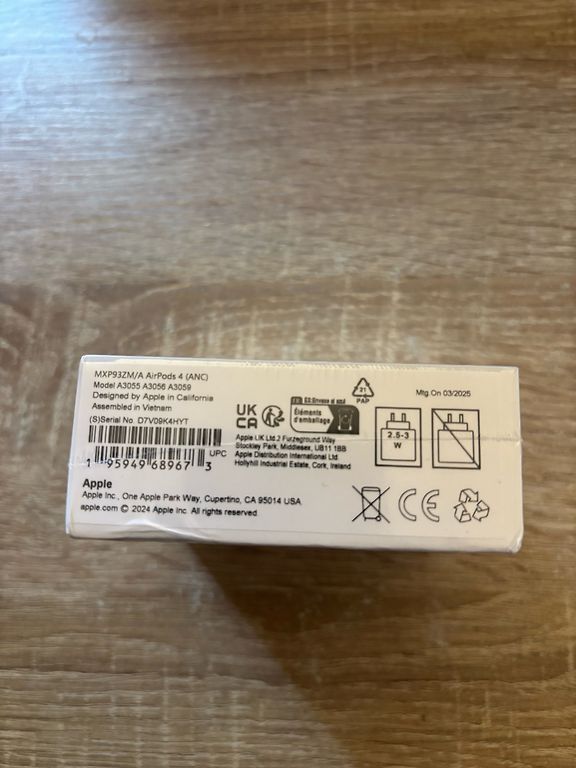 MXP93ZM/A AirPods 4 (ANC)
Model A3055 A3056 A3059
Designed by Apple in California
Assembled in Vietnam
(S)Serial No. D7V09K4HYT
UPC
1 95949 68967 3
Apple
Apple Inc., One Apple Park Way, Cupertino, CA 95014 USA
apple.com © 2024 Apple Inc. All rights reserved.
UK
CA
Éléments
d'emballage
Apple UK Ltd.2 Furzeground Way
Stockley Park, Middlesex, UB11 1BB
Apple Distribution International Ltd.
Hollyhill Industrial Estate, Cork, Ireland
21
PAP
Mfg.On 03/2025
2.5-3
W
CE